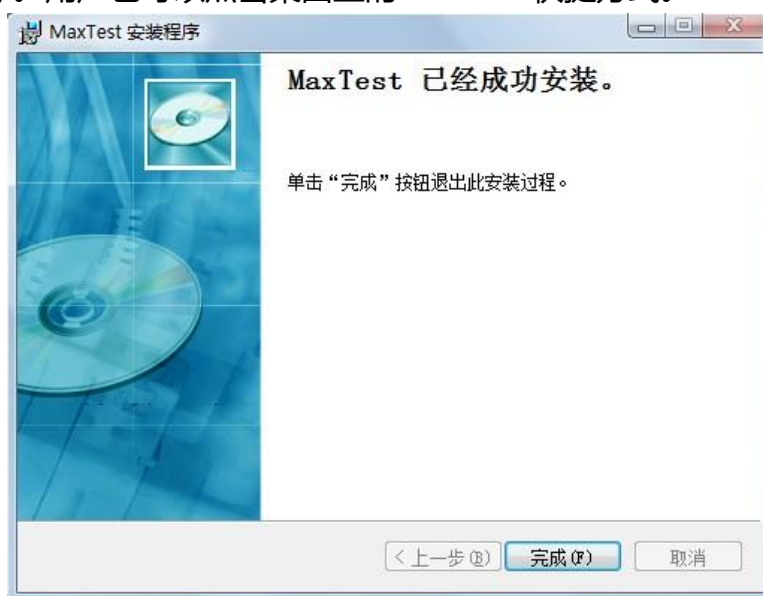 MaxTest 安装程序
MaxTest 已经成功安装。
单击“完成”按钮退出此安装过程。
< 上一步(B)
完成(F)
取消